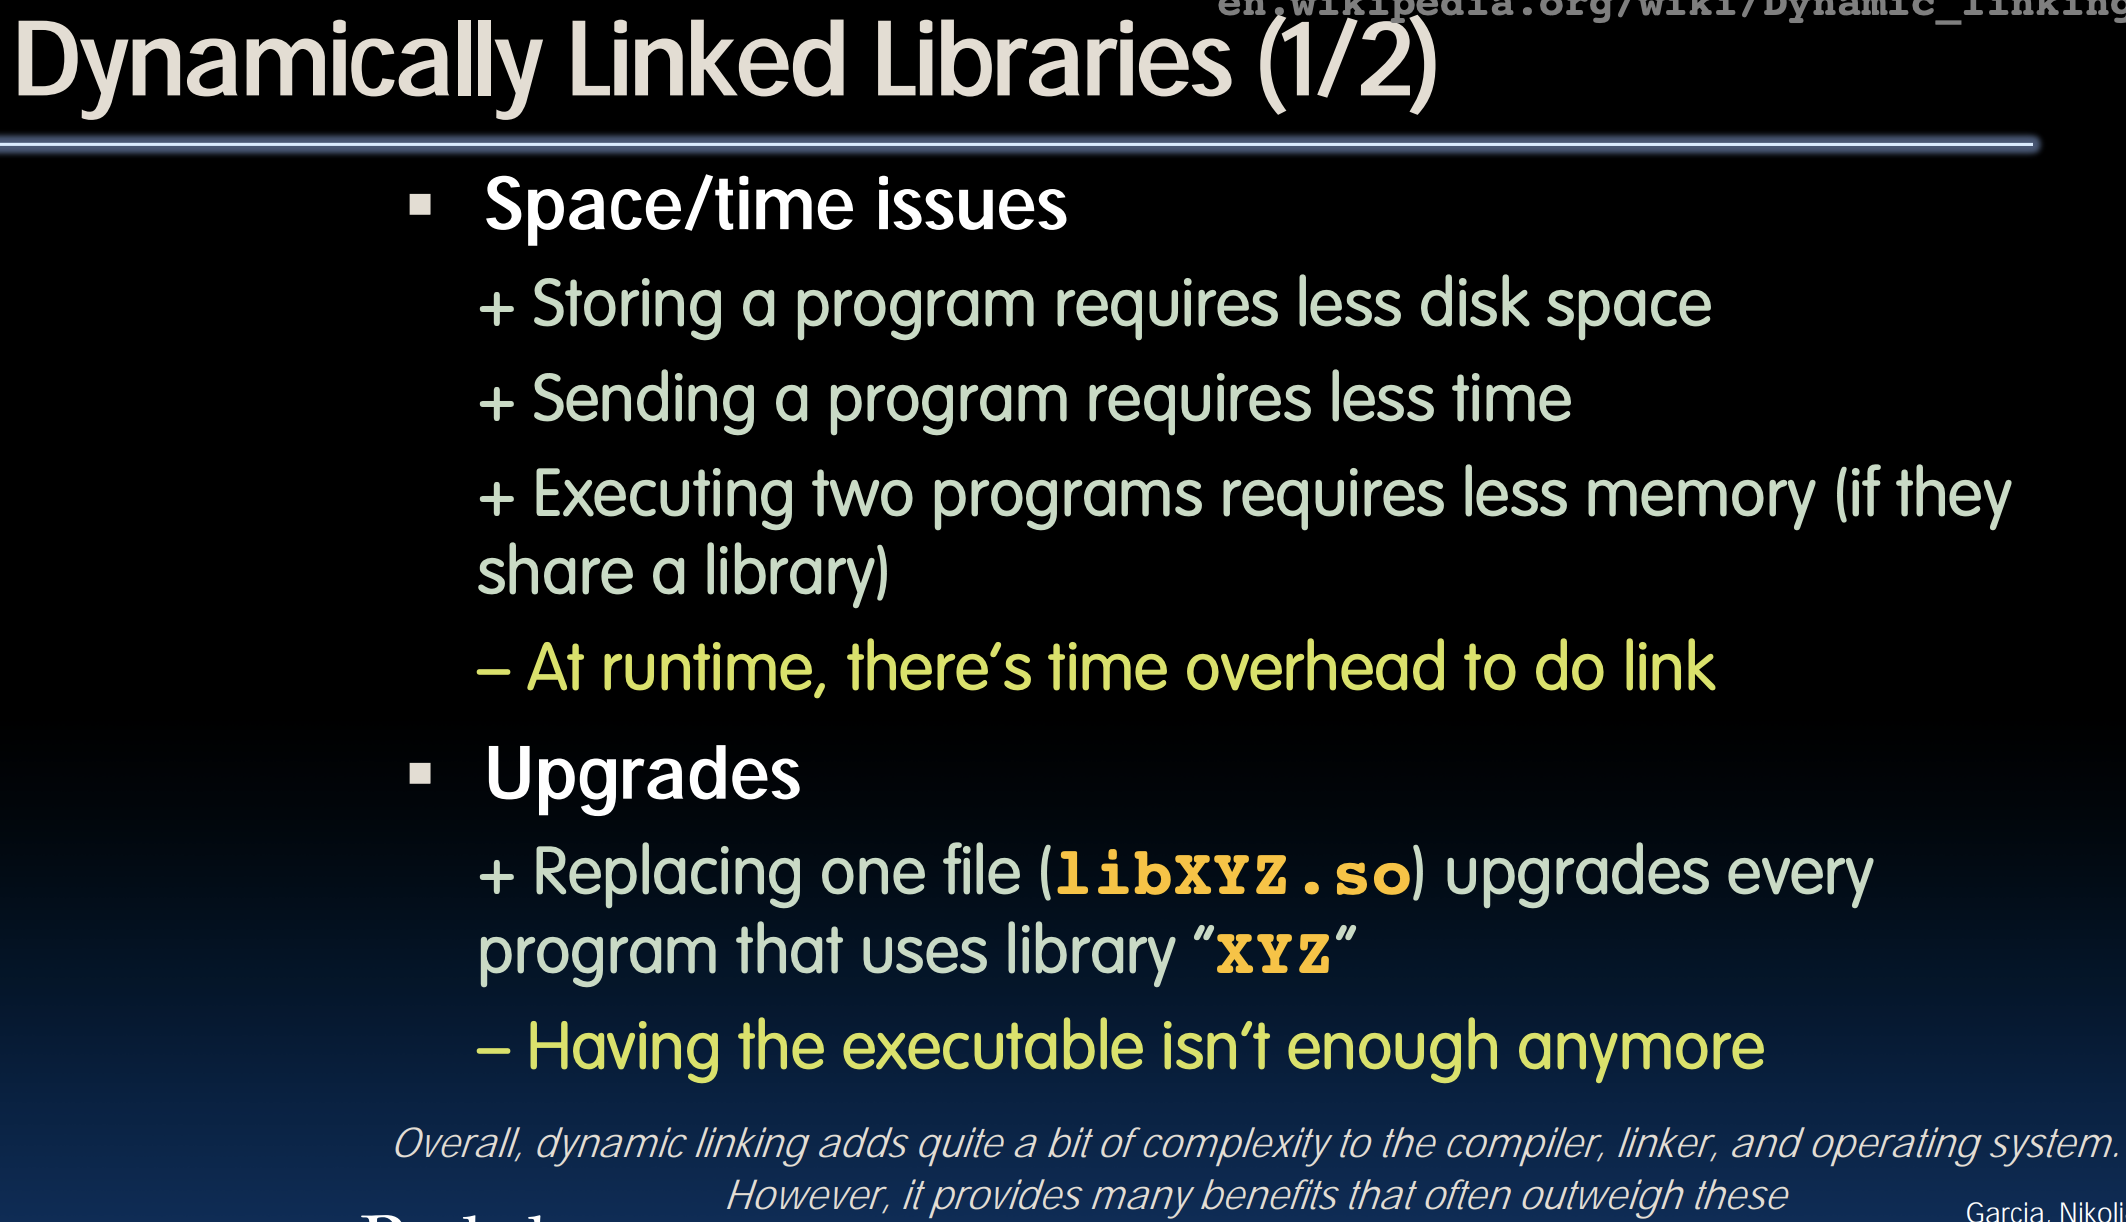 en.wikipedia.org/wiki/Dynamic_linking
Dynamically Linked Libraries (1/2)
▪ Space/time issues
+ Storing a program requires less disk space
+ Sending a program requires less time
+ Executing two programs requires less memory (if they
share a library)
– At runtime, there’s time overhead to do link
▪ Upgrades
+ Replacing one file (libXYZ.so) upgrades every
program that uses library “XYZ”
– Having the executable isn’t enough anymore
Overall, dynamic linking adds quite a bit of complexity to the compiler, linker, and operating system.
However, it provides many benefits that often outweigh these
Garcia,